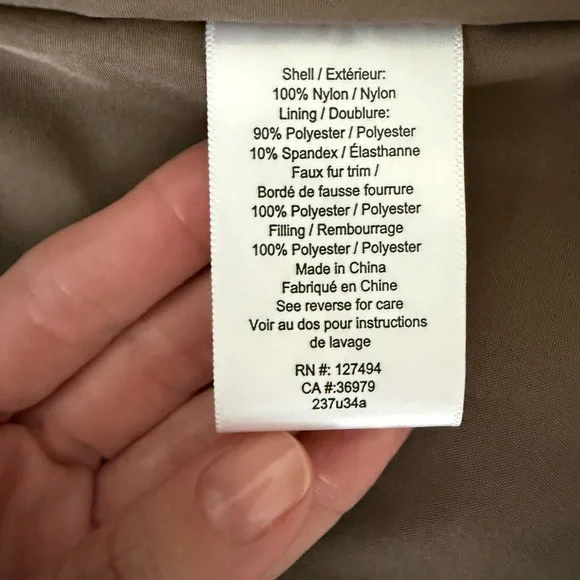 Shell / Extérieur:
100% Nylon / Nylon
Lining / Doublure:
90% Polyester / Polyester
10% Spandex / Élasthanne
Faux fur trim /
Bordé de fausse fourrure
100% Polyester / Polyester
Filling / Rembourrage
100% Polyester / Polyester
Made in China
Fabriqué en Chine
See reverse for care
Voir au dos pour instructions
de lavage
RN #: 127494
CA #:36979
237u34a